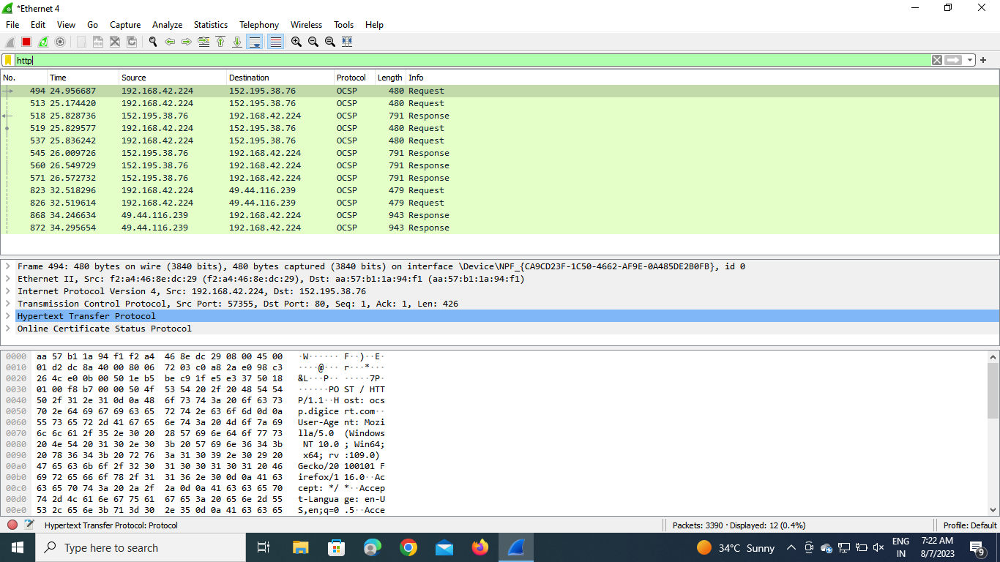 *Ethernet 4
File Edit View Go Capture Analyze Statistics Telephony Wireless Tools Help
http
No. Time Source Destination Protocol Length Info
494 24.956687 192.168.42.224 152.195.38.76 OCSP 480 Request
513 25.174420 192.168.42.224 152.195.38.76 OCSP 480 Request
518 25.828736 152.195.38.76 192.168.42.224 OCSP 791 Response
519 25.829577 192.168.42.224 152.195.38.76 OCSP 480 Request
537 25.836242 192.168.42.224 152.195.38.76 OCSP 480 Request
545 26.009726 152.195.38.76 192.168.42.224 OCSP 791 Response
560 26.549729 152.195.38.76 192.168.42.224 OCSP 791 Response
571 26.572732 152.195.38.76 192.168.42.224 OCSP 791 Response
823 32.518296 192.168.42.224 49.44.116.239 OCSP 479 Request
826 32.519614 192.168.42.224 49.44.116.239 OCSP 479 Request
868 34.246634 49.44.116.239 192.168.42.224 OCSP 943 Response
872 34.295654 49.44.116.239 192.168.42.224 OCSP 943 Response
Frame 494: 480 bytes on wire (3840 bits), 480 bytes captured (3840 bits) on interface \Device\NPF_{CA9CD23F-1C50-4662-AF9E-0A485DE2B0FB}, id 0
Ethernet II, Src: f2:a4:46:8e:dc:29 (f2:a4:46:8e:dc:29), Dst: aa:57:b1:1a:94:f1 (aa:57:b1:1a:94:f1)
Internet Protocol Version 4, Src: 192.168.42.224, Dst: 152.195.38.76
Transmission Control Protocol, Src Port: 57355, Dst Port: 80, Seq: 1, Ack: 1, Len: 426
Hypertext Transfer Protocol
Online Certificate Status Protocol
0000 aa 57 b1 1a 94 f1 f2 a4 46 8e dc 29 08 00 45 00 ·W······ F··)··E·
0010 01 d2 dc 8a 40 00 80 06 72 03 c0 a8 2a e0 98 c3 ····@··· r···*···
0020 26 4c e0 0b 00 50 1e b5 be c9 1f e5 e3 37 50 18 &L···P·· ·····7P·
0030 01 00 f8 b7 00 00 50 4f 53 54 20 2f 20 48 54 54 ······PO ST / HTT
0040 50 2f 31 2e 31 0d 0a 48 6f 73 74 3a 20 6f 63 73 P/1.1··H ost: ocs
0050 70 2e 64 69 67 69 63 65 72 74 2e 63 6f 6d 0d 0a p.digice rt.com··
0060 55 73 65 72 2d 41 67 65 6e 74 3a 20 4d 6f 7a 69 User-Age nt: Mozi
0070 6c 6c 61 2f 35 2e 30 20 28 57 69 6e 64 6f 77 73 lla/5.0 (Windows
0080 20 4e 54 20 31 30 2e 30 3b 20 57 69 6e 36 34 3b NT 10.0 ; Win64;
0090 20 78 36 34 3b 20 72 76 3a 31 30 39 2e 30 29 20 x64; rv :109.0)
00a0 47 65 63 6b 6f 2f 32 30 31 30 30 31 30 31 20 46 Gecko/20 100101 F
00b0 69 72 65 66 6f 78 2f 31 31 36 2e 30 0d 0a 41 63 irefox/1 16.0··Ac
00c0 63 65 70 74 3a 20 2a 2f 2a 0d 0a 41 63 63 65 70 cept: */ *··Accep
00d0 74 2d 4c 61 6e 67 75 61 67 65 3a 20 65 6e 2d 55 t-Langua ge: en-U
00e0 53 2c 65 6e 3b 71 3d 30 2e 35 0d 0a 41 63 63 65 S,en;q=0 .5··Acce
Hypertext Transfer Protocol: Protocol Packets: 3390 · Displayed: 12 (0.4%) Profile: Default
Type here to search 34°C Sunny ENG IN 7:22 AM 8/7/2023 9